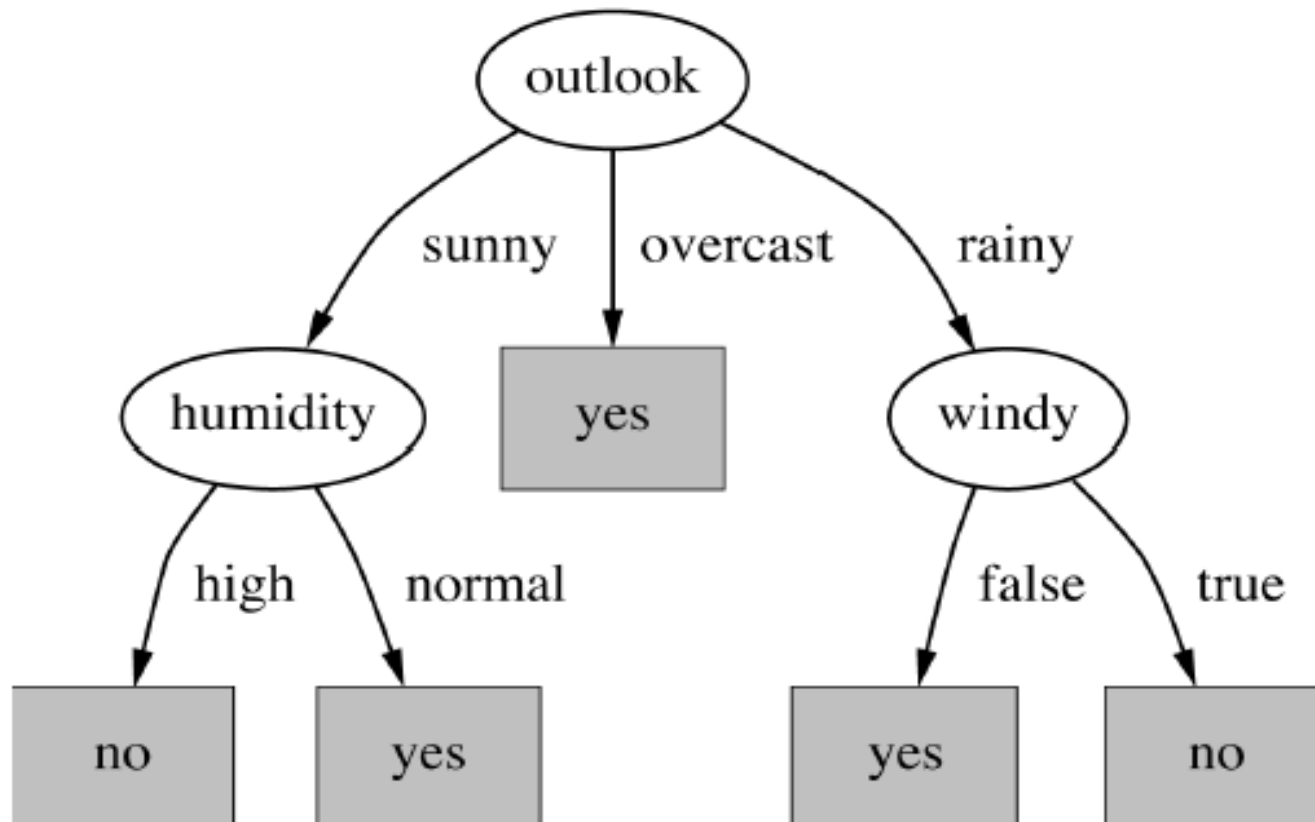 outlook
sunny overcast rainy
humidity yes windy
high normal false true
no yes yes no